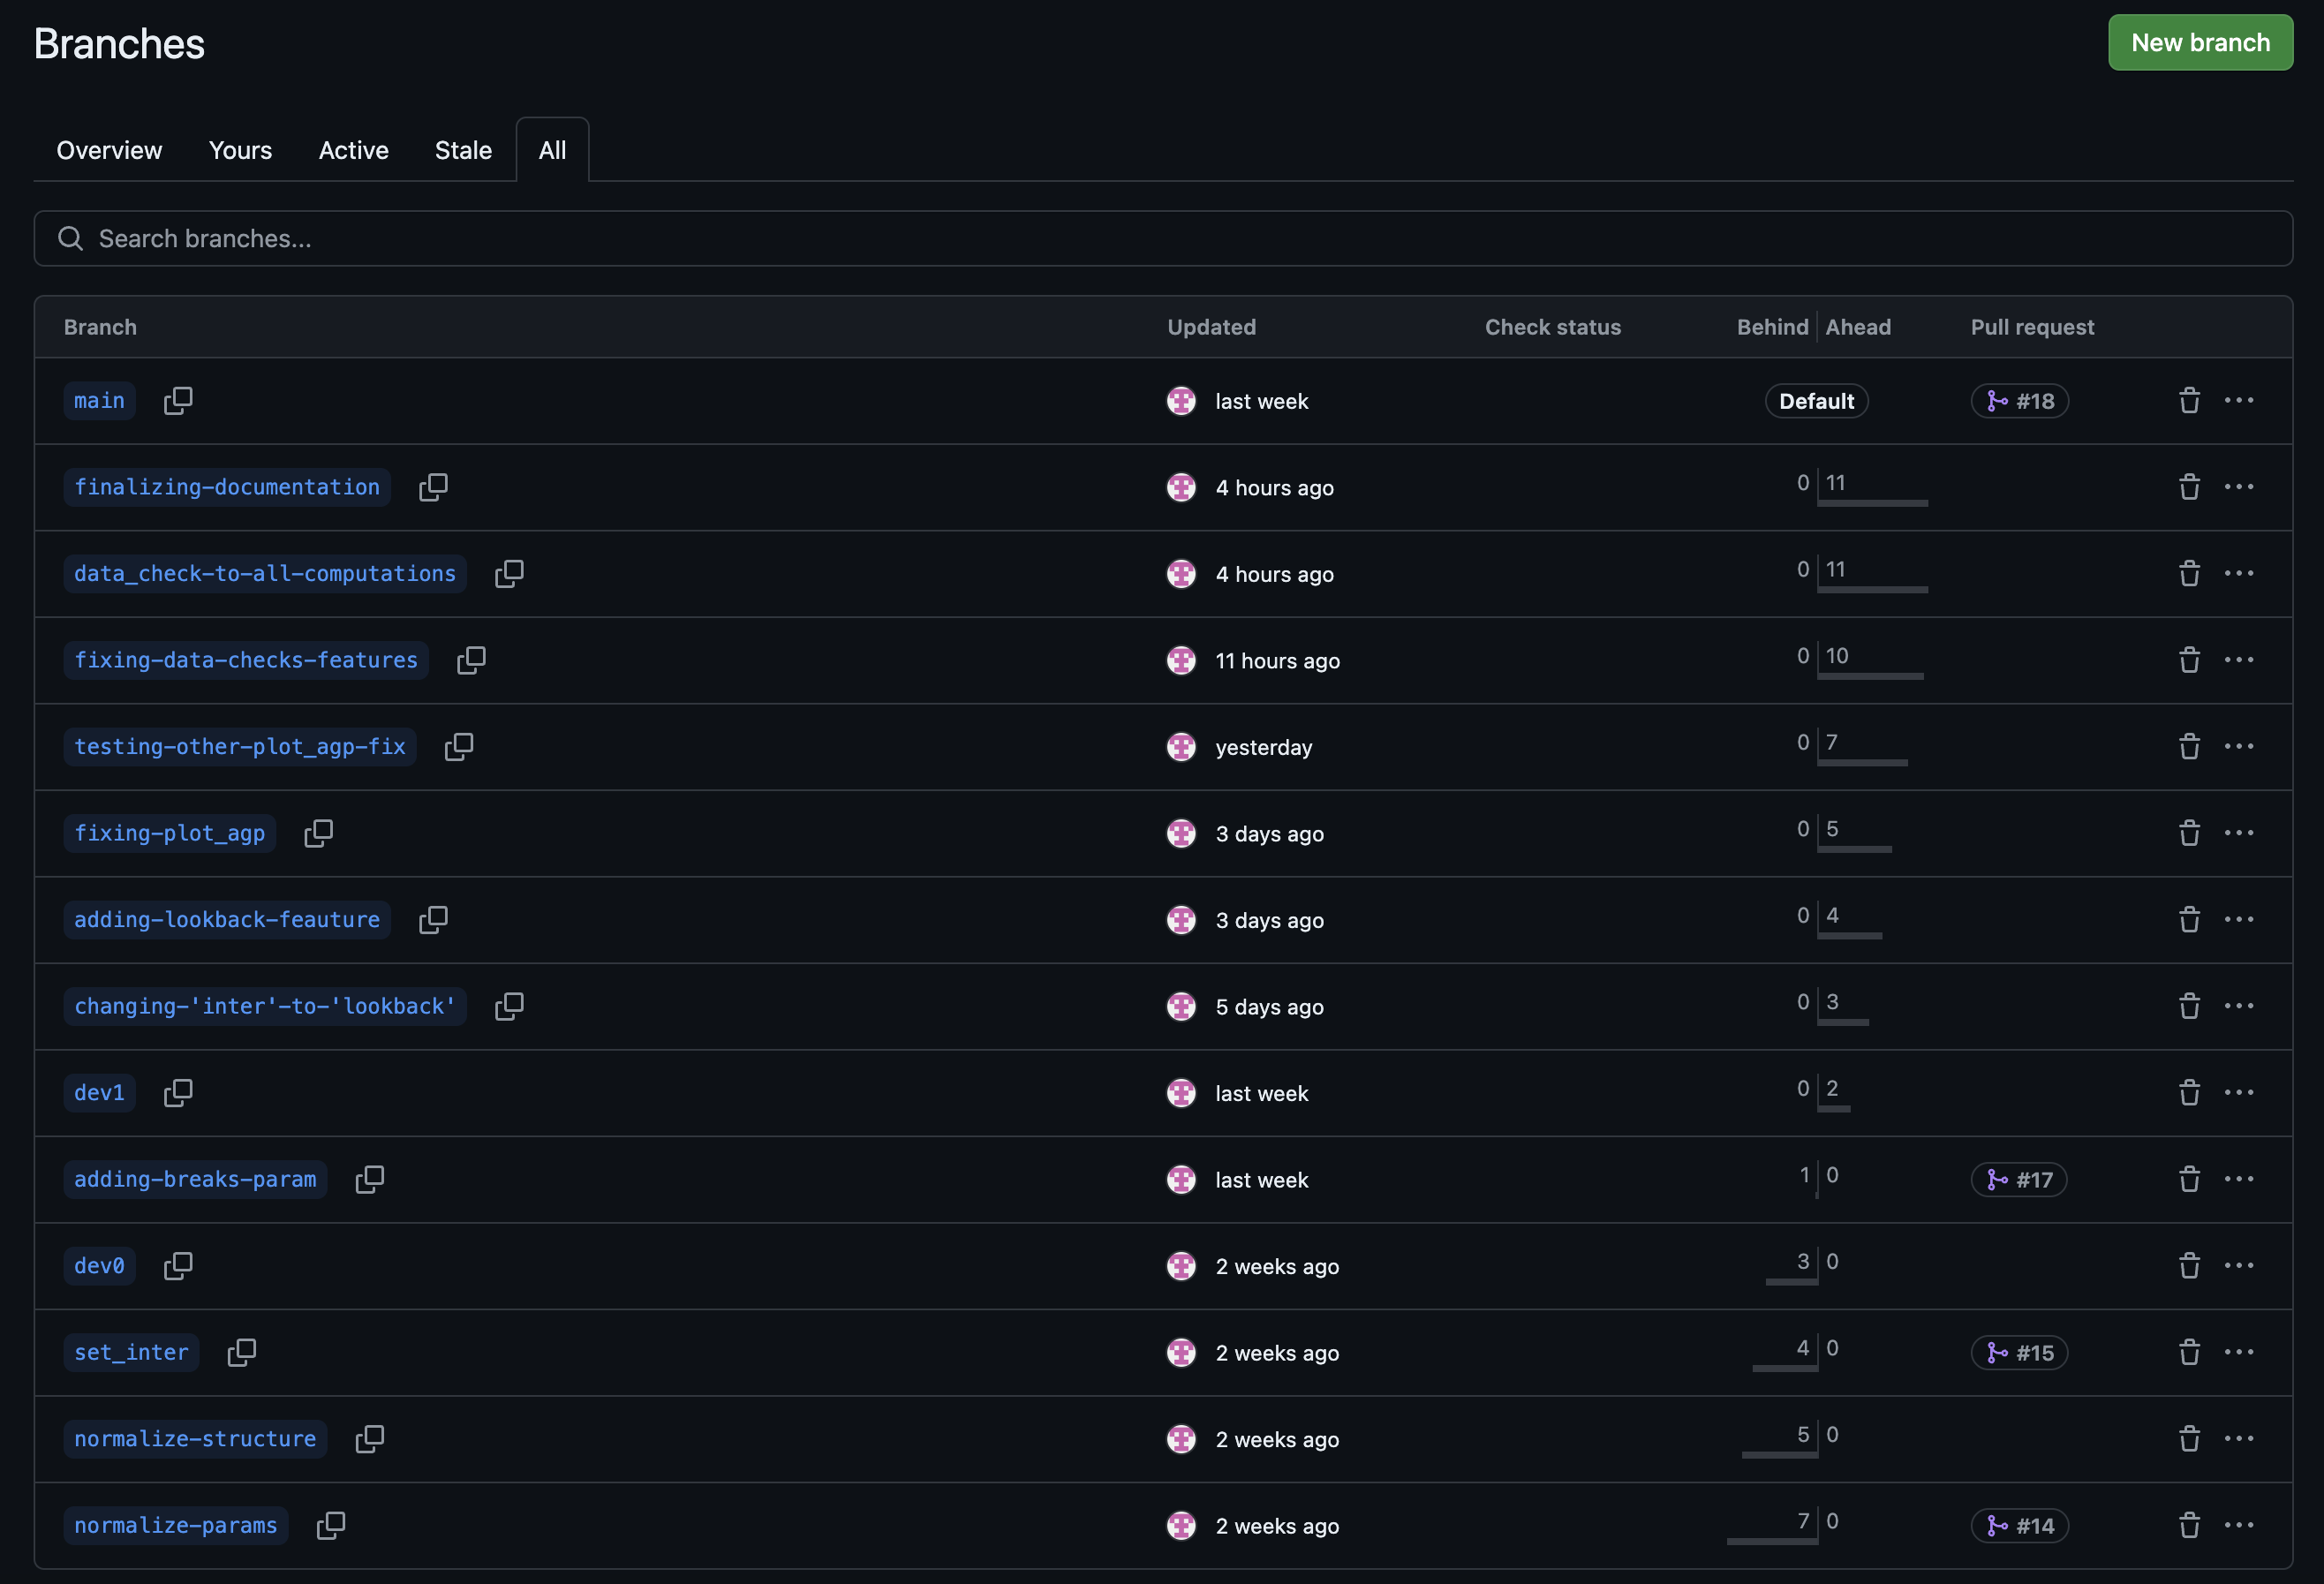 Branches
New branch
Overview Yours Active Stale All
Search branches...
Branch Updated Check status Behind Ahead Pull request
main last week Default #18
finalizing-documentation 4 hours ago 0 11
data_check-to-all-computations 4 hours ago 0 11
fixing-data-checks-features 11 hours ago 0 10
testing-other-plot_agp-fix yesterday 0 7
fixing-plot_agp 3 days ago 0 5
adding-lookback-feauture 3 days ago 0 4
changing-'inter'-to-'lookback' 5 days ago 0 3
dev1 last week 0 2
adding-breaks-param last week 1 0 #17
dev0 2 weeks ago 3 0
set_inter 2 weeks ago 4 0 #15
normalize-structure 2 weeks ago 5 0
normalize-params 2 weeks ago 7 0 #14